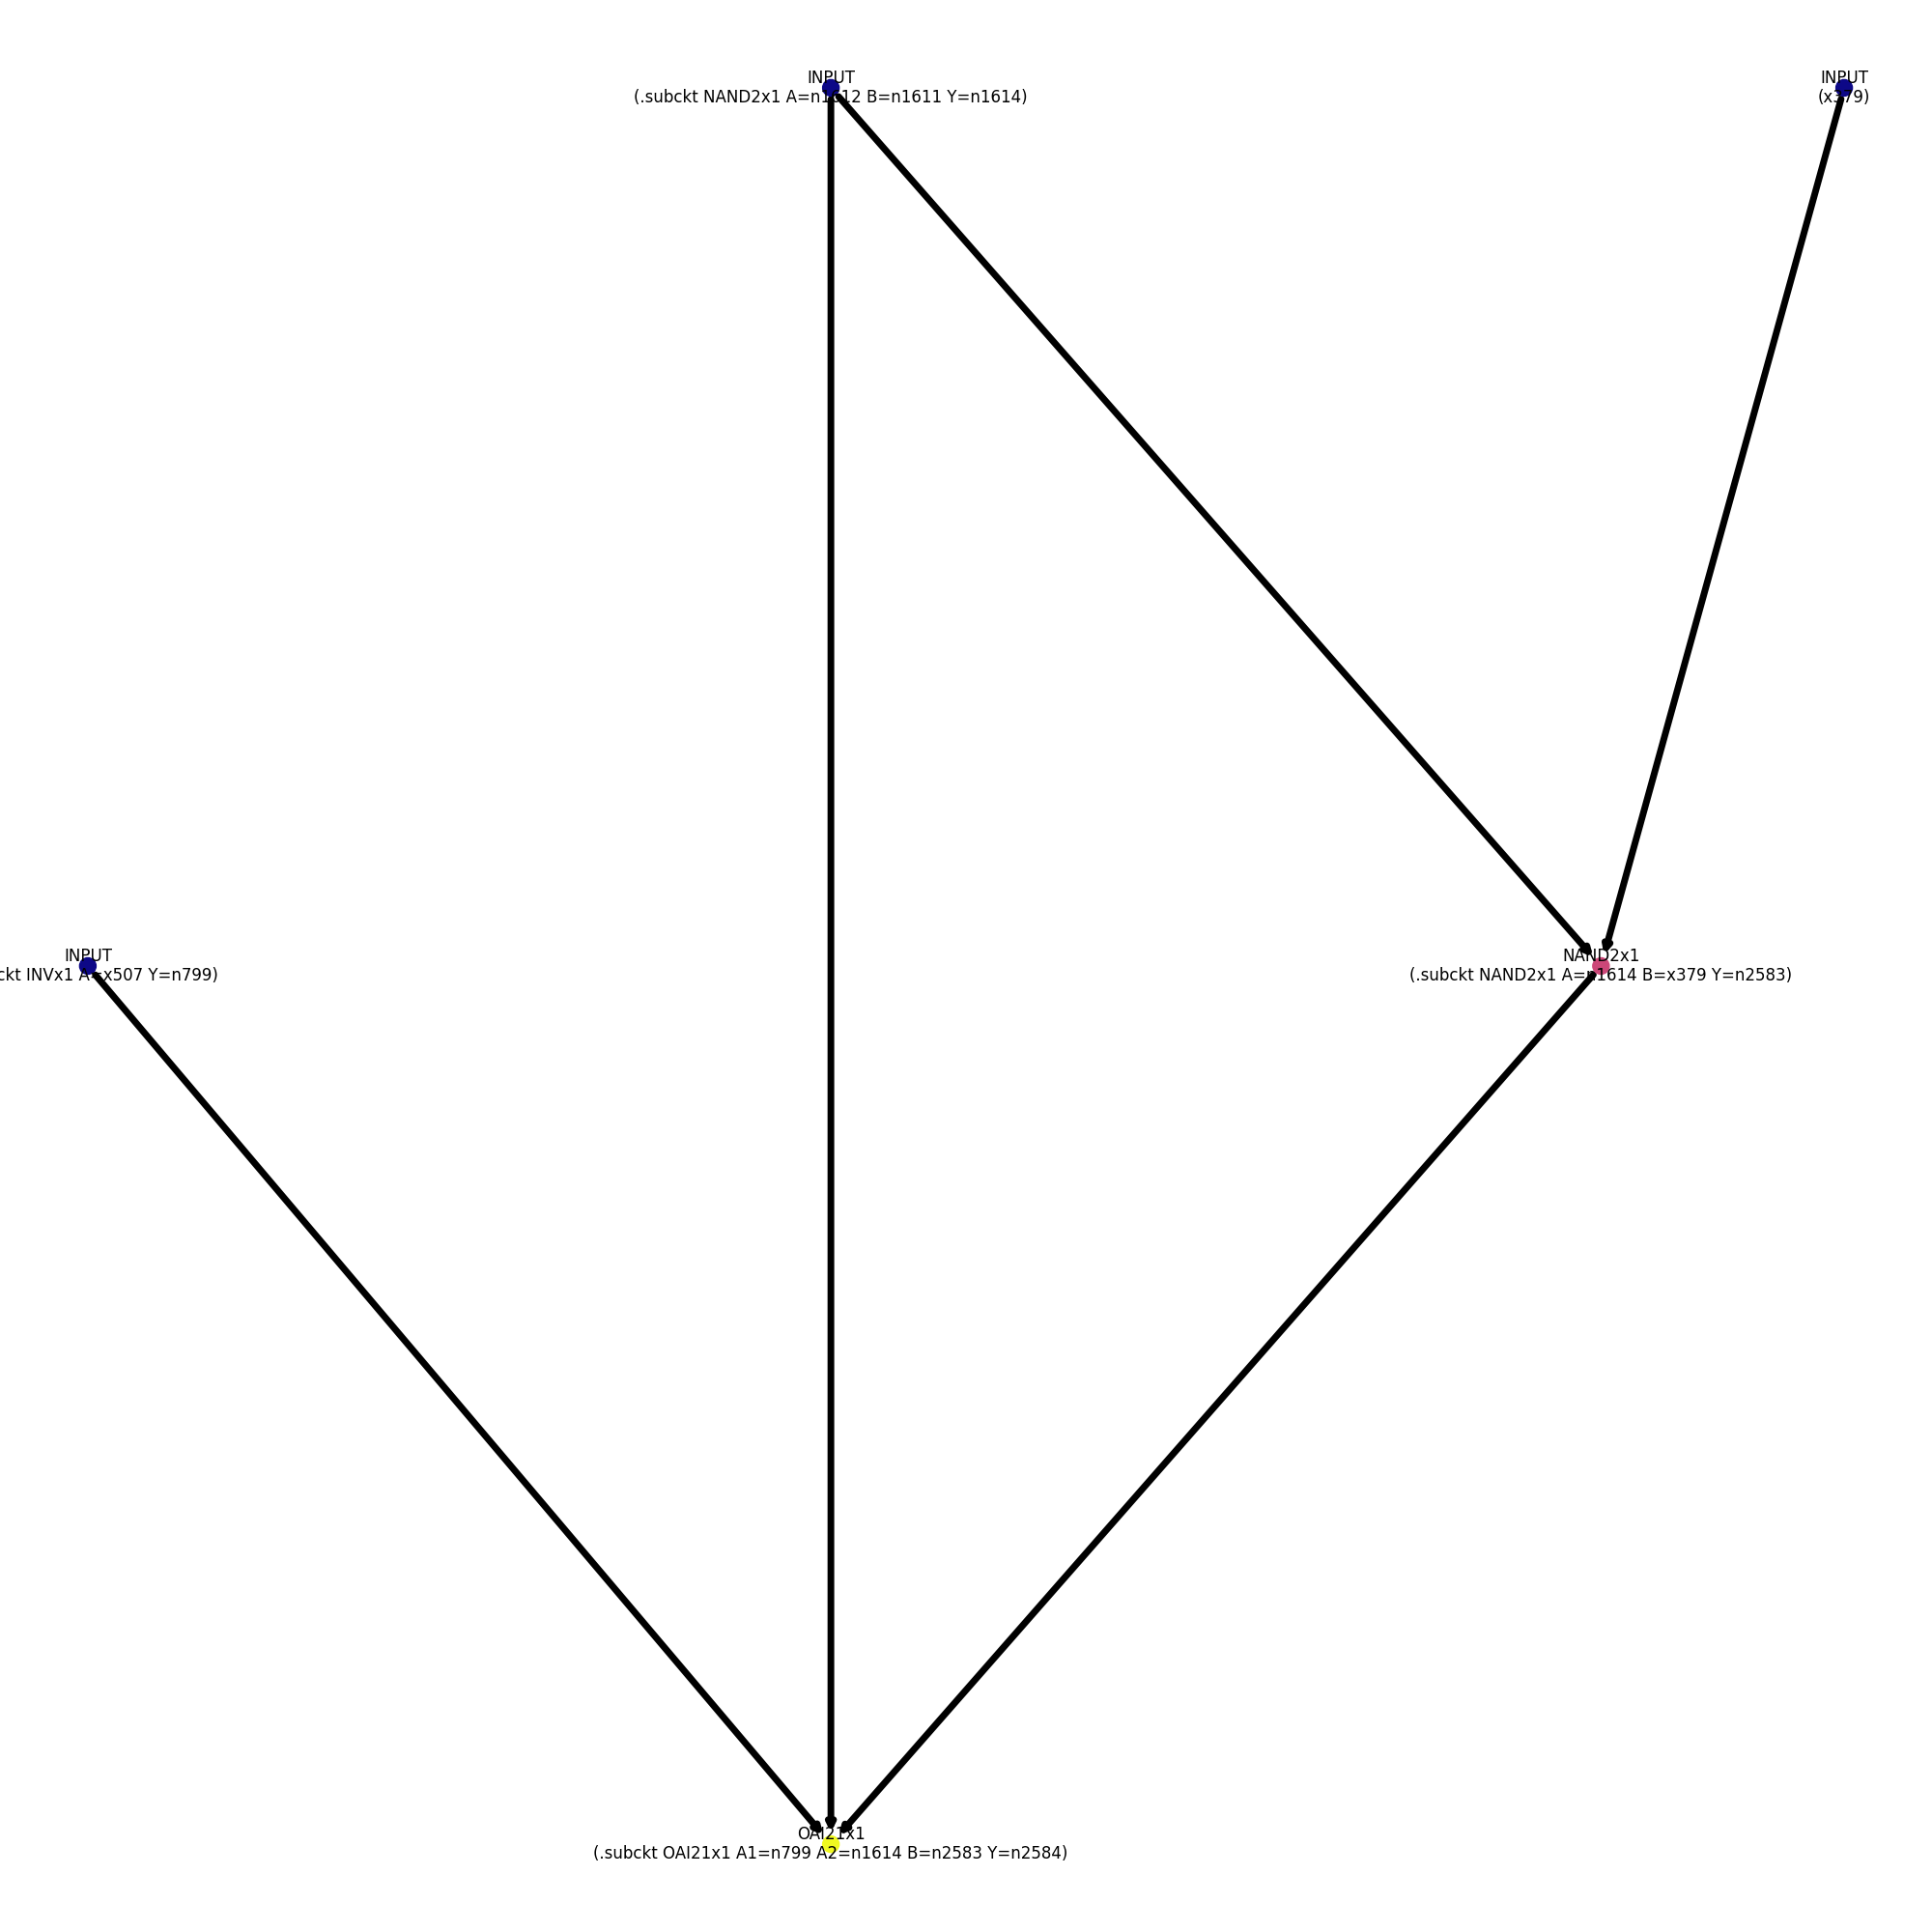 INPUT
(.subckt NAND2x1 A=n1612 B=n1611 Y=n1614)
INPUT
(x379)
INPUT
ckt INVx1 A=x507 Y=n799)
NAND2x1
(.subckt NAND2x1 A=n1614 B=x379 Y=n2583)
OAI21x1
(.subckt OAI21x1 A1=n799 A2=n1614 B=n2583 Y=n2584)